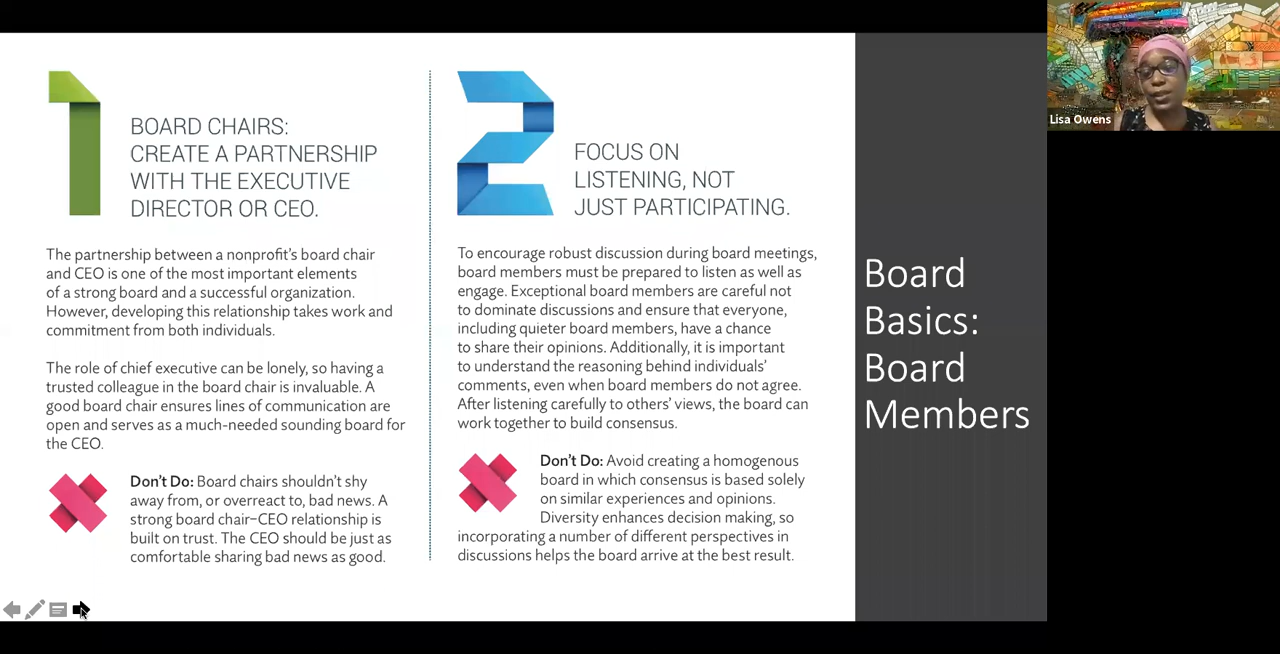 1
BOARD CHAIRS:
CREATE A PARTNERSHIP
WITH THE EXECUTIVE
DIRECTOR OR CEO.
The partnership between a nonprofit's board chair
and CEO is one of the most important elements
of a strong board and a successful organization.
However, developing this relationship takes work and
commitment from both individuals.
The role of chief executive can be lonely, so having a
trusted colleague in the board chair is invaluable. A
good board chair ensures lines of communication are
open and serves as a much-needed sounding board for
the CEO.
Don't Do: Board chairs shouldn't shy
away from, or overreact to, bad news. A
strong board chair–CEO relationship is
built on trust. The CEO should be just as
comfortable sharing bad news as good.
2
FOCUS ON
LISTENING, NOT
JUST PARTICIPATING.
To encourage robust discussion during board meetings,
board members must be prepared to listen as well as
engage. Exceptional board members are careful not
to dominate discussions and ensure that everyone,
including quieter board members, have a chance
to share their opinions. Additionally, it is important
to understand the reasoning behind individuals'
comments, even when board members do not agree.
After listening carefully to others' views, the board can
work together to build consensus.
Don't Do: Avoid creating a homogenous
board in which consensus is based solely
on similar experiences and opinions.
Diversity enhances decision making, so
incorporating a number of different perspectives in
discussions helps the board arrive at the best result.
Board
Basics:
Board
Members
Lisa Owens